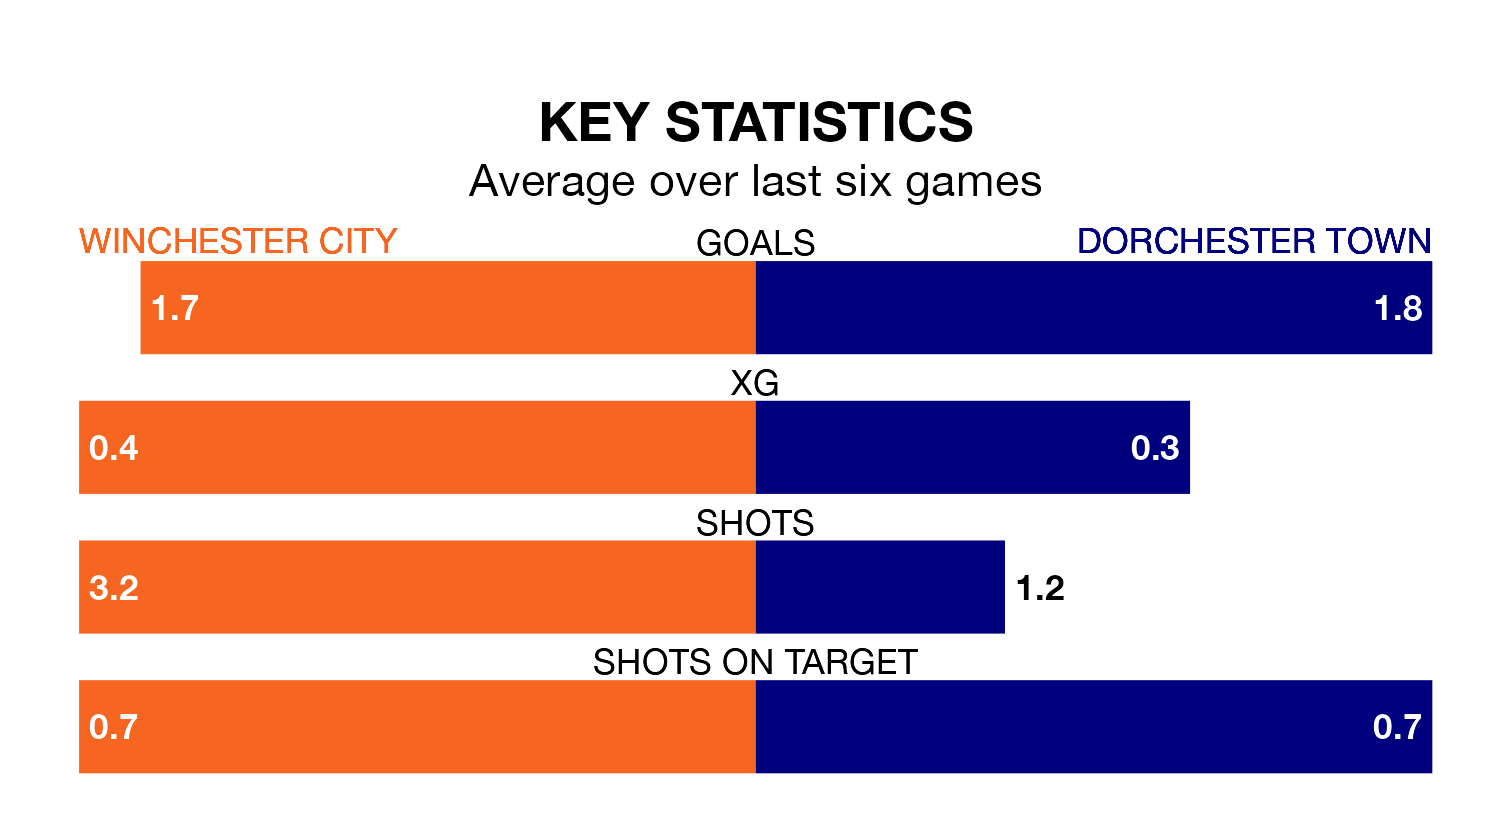 KEY STATISTICS
Average over last six games
WINCHESTER CITY GOALS DORCHESTER TOWN
1.7 1.8
XG
0.4 0.3
SHOTS
3.2 1.2
SHOTS ON TARGET
0.7 0.7